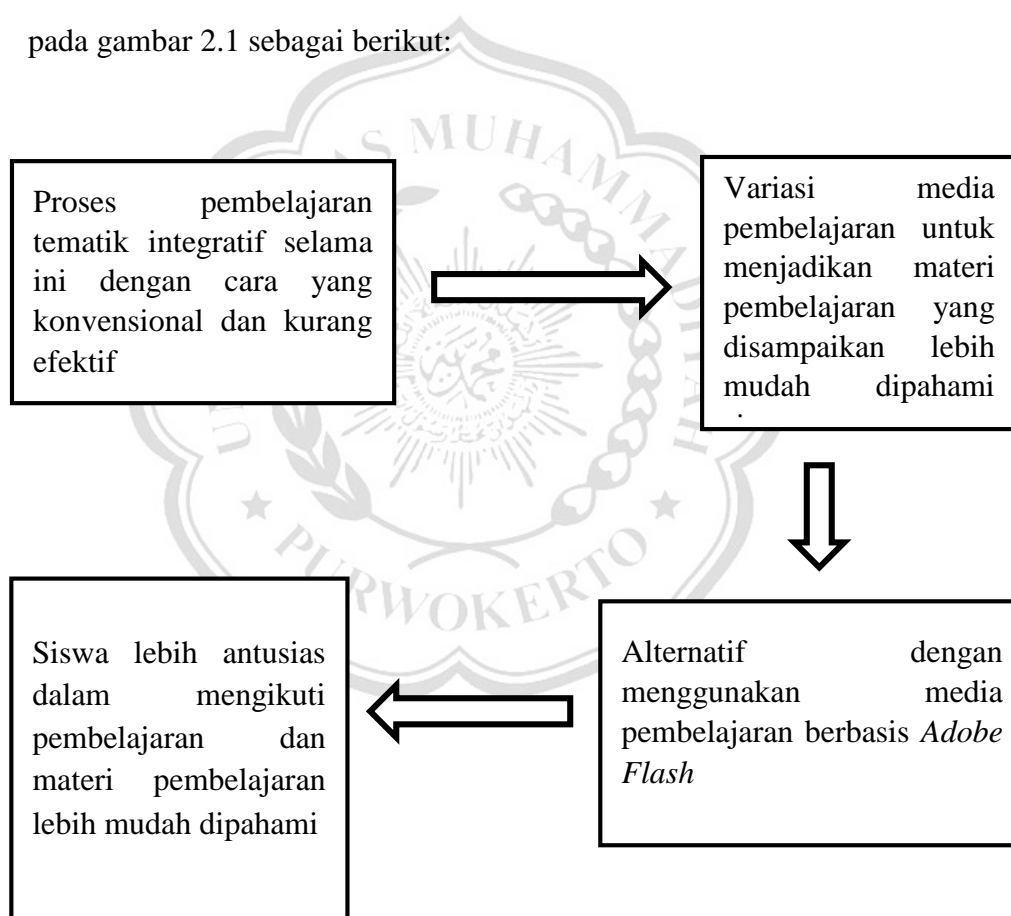 pada gambar 2.1 sebagai berikut:
Proses pembelajaran
tematik integratif selama
ini dengan cara yang
konvensional dan kurang
efektif
Variasi media
pembelajaran untuk
menjadikan materi
pembelajaran yang
disampaikan lebih
mudah dipahami
Alternatif dengan
menggunakan media
pembelajaran berbasis Adobe
Flash
Siswa lebih antusias
dalam mengikuti
pembelajaran dan
materi pembelajaran
lebih mudah dipahami
MUHAMMADIYAH
PURWOKERTO